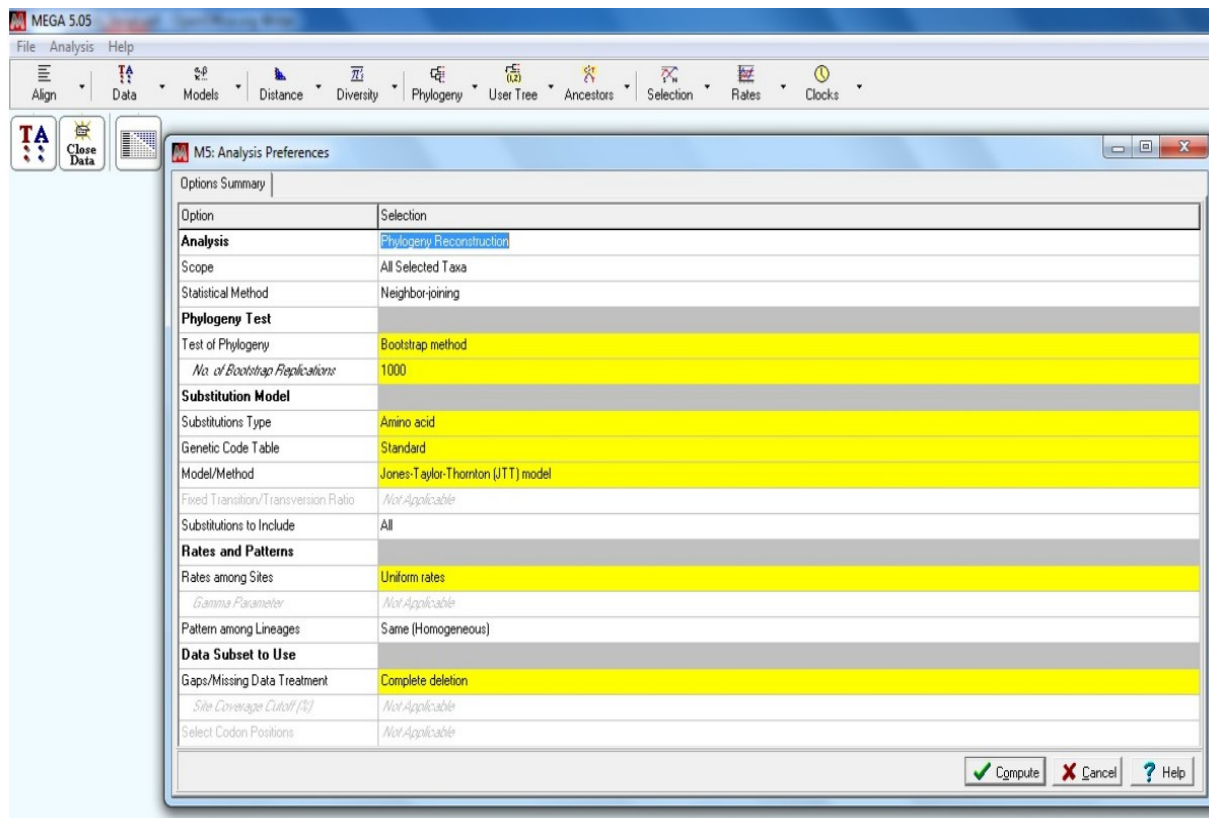 MEGA 5.05
File Analysis Help
Align Data Models Distance Diversity Phylogeny User Tree Ancestors Selection Rates Clocks
TA Close Data
M5: Analysis Preferences
Options Summary
Option Selection
Analysis Phylogeny Reconstruction
Scope All Selected Taxa
Statistical Method Neighbor-joining
Phylogeny Test
Test of Phylogeny Bootstrap method
No. of Bootstrap Replications 1000
Substitution Model
Substitutions Type Amino acid
Genetic Code Table Standard
Model/Method Jones-Taylor-Thornton (JTT) model
Fixed Transition/Transversion Ratio Not Applicable
Substitutions to Include All
Rates and Patterns
Rates among Sites Uniform rates
Gamma Parameter Not Applicable
Pattern among Lineages Same (Homogeneous)
Data Subset to Use
Gaps/Missing Data Treatment Complete deletion
Site Coverage Cutoff (%) Not Applicable
Select Codon Positions Not Applicable
Compute Cancel ? Help